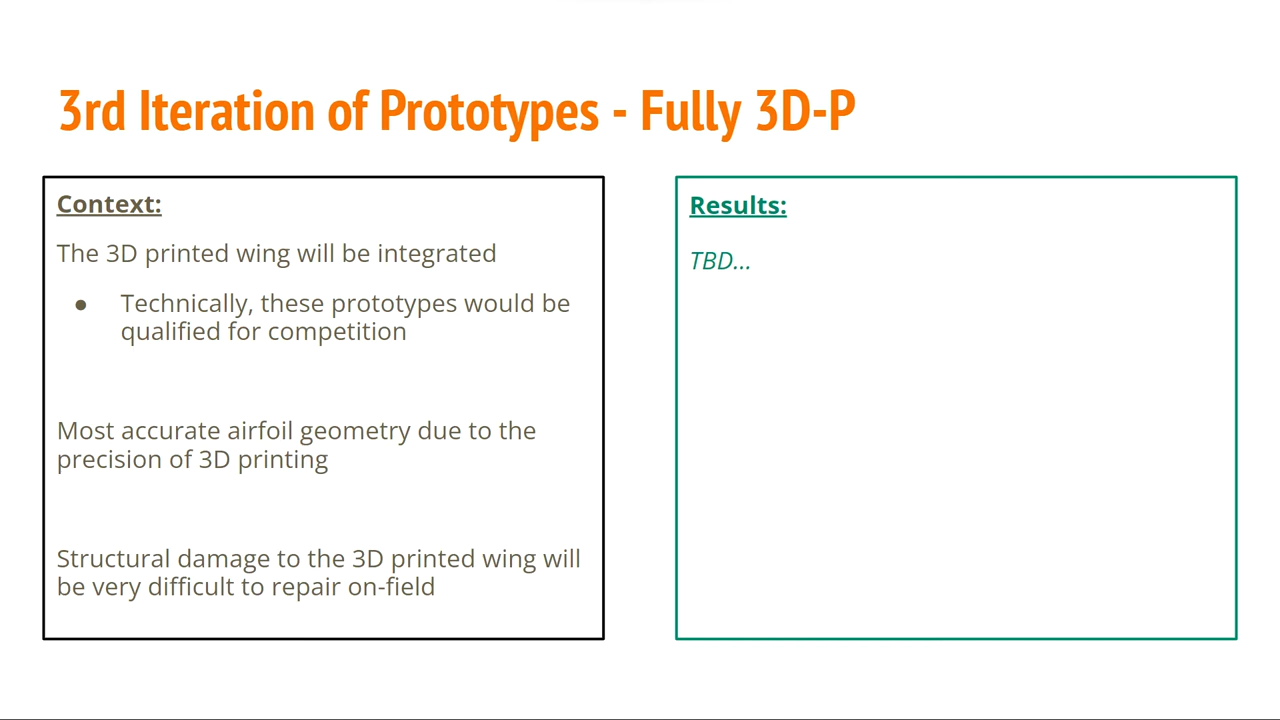 3rd Iteration of Prototypes - Fully 3D-P
Context:
The 3D printed wing will be integrated
● Technically, these prototypes would be
qualified for competition
Most accurate airfoil geometry due to the
precision of 3D printing
Structural damage to the 3D printed wing will
be very difficult to repair on-field
Results:
TBD...